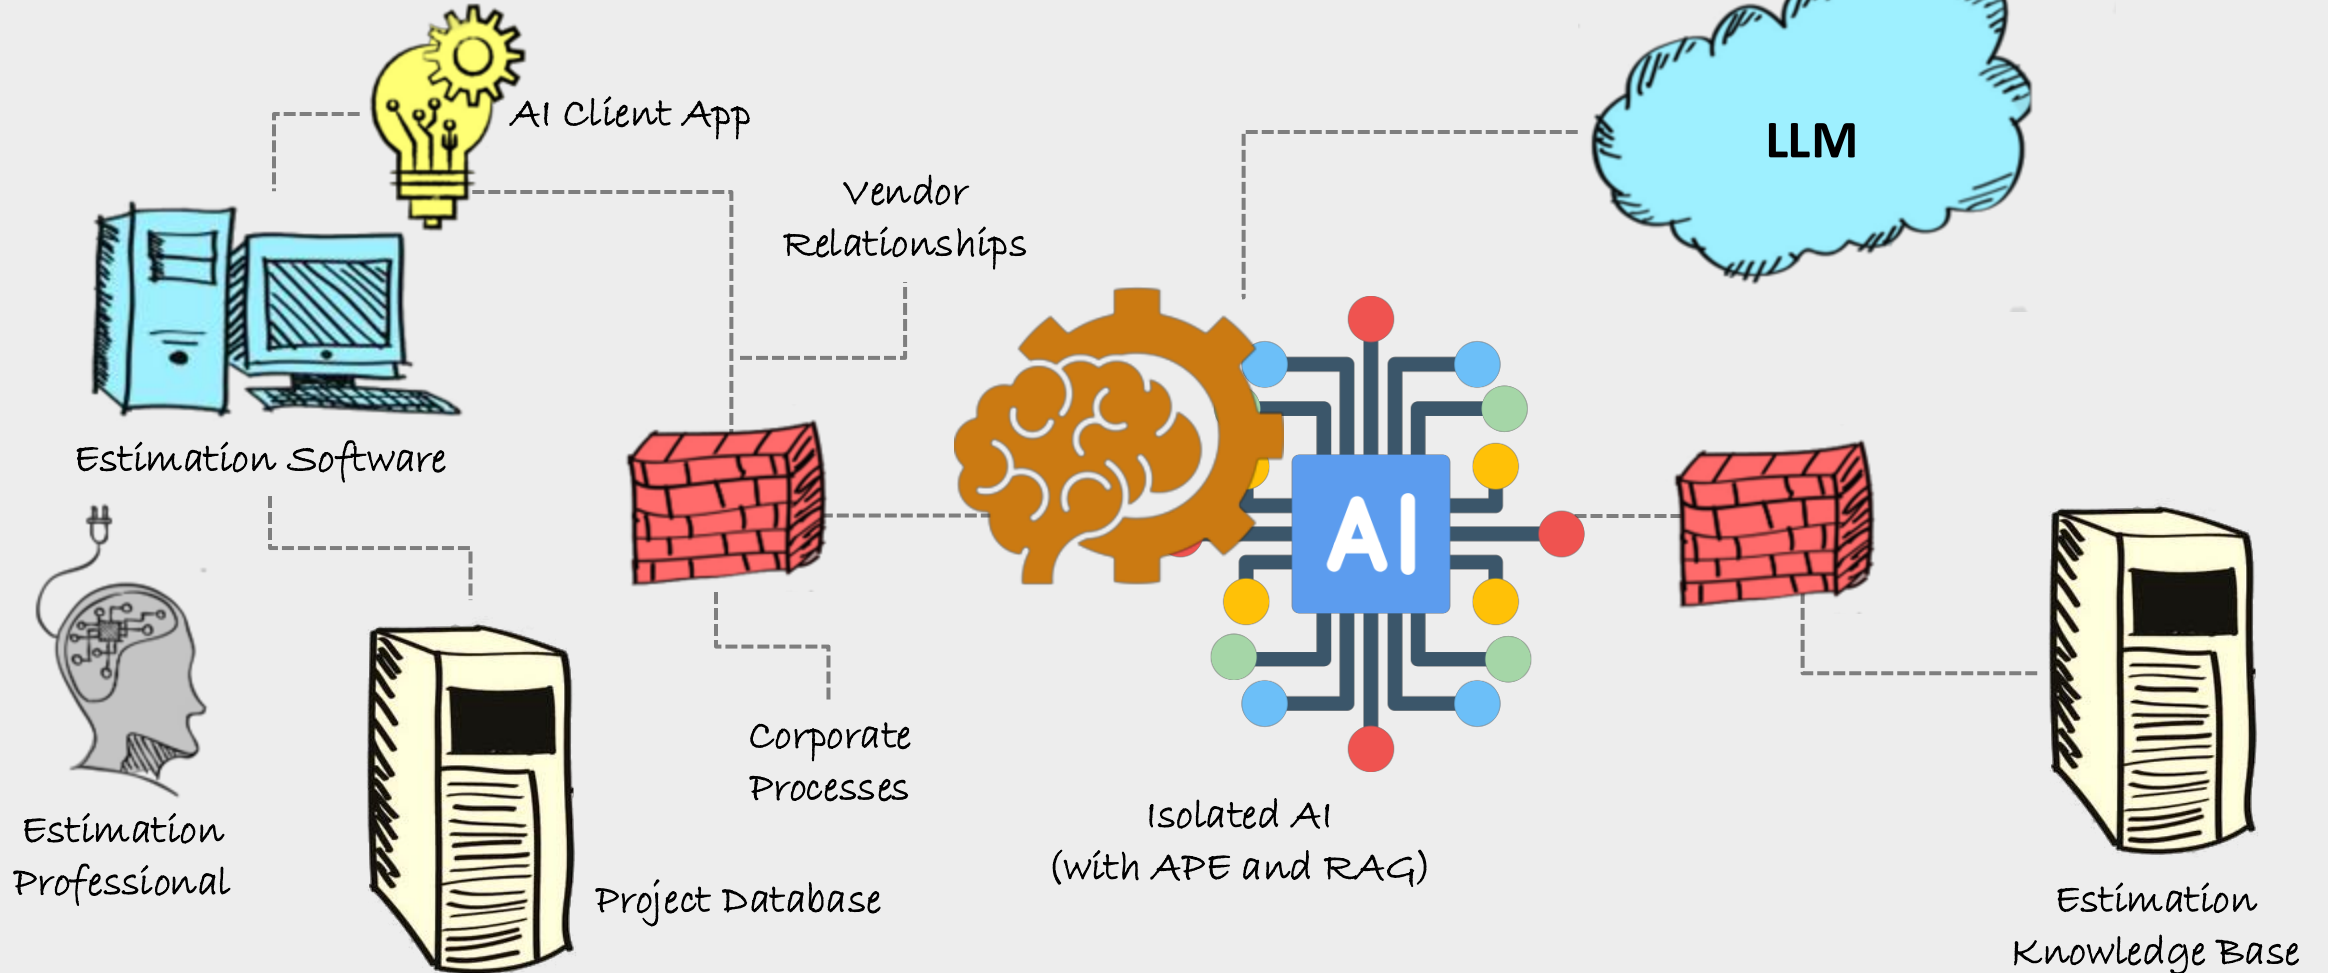 AI Client App
LLM
Vendor
Relationships
Estimation Software
AI
Corporate
Processes
Isolated AI
(with APE and RAG)
Estimation
Professional
Project Database
Estimation
Knowledge Base